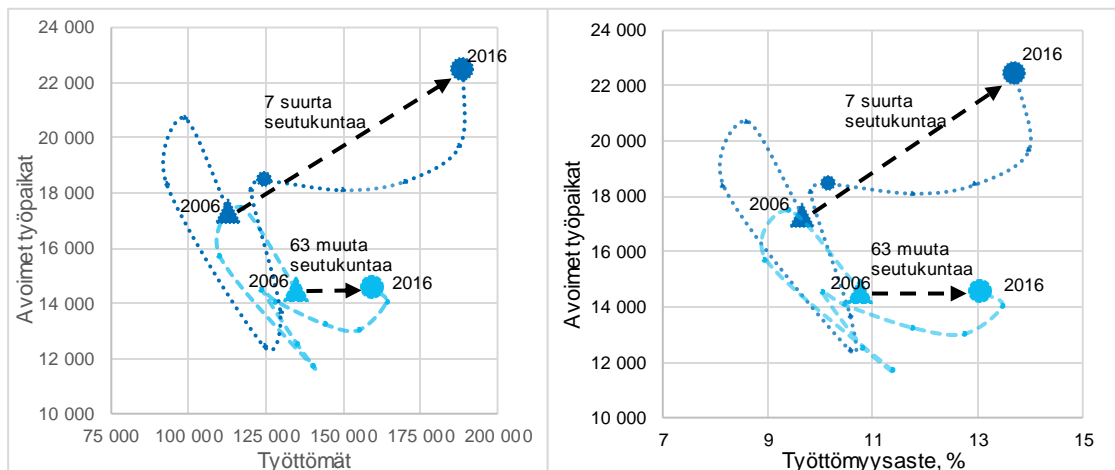 Avoimet työpaikat
24 000
22 000
20 000
18 000
16 000
14 000
12 000
10 000
2016
7 suurta
seutukuntaa
2006
63 muuta
seutukuntaa
2006
2016
75 000
100 000
125 000
150 000
175 000
200 000
Työttömät
Avoimet työpaikat
24 000
22 000
20 000
18 000
16 000
14 000
12 000
10 000
2016
7 suurta
seutukuntaa
2006
63 muuta
seutukuntaa
2006
2016
7
9
11
13
15
Työttömyysaste, %